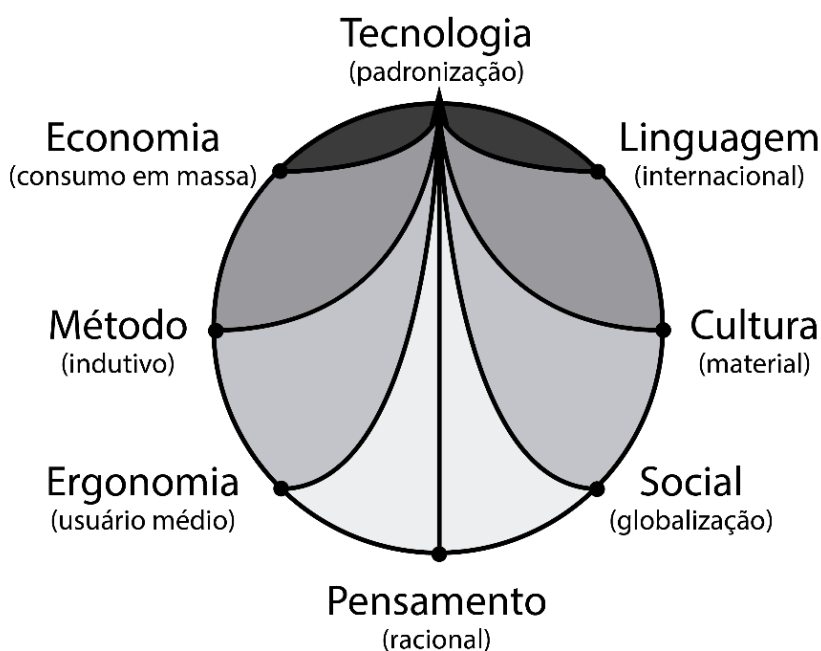 Tecnologia
(padronização)
Economia
(consumo em massa)
Linguagem
(internacional)
Método
(indutivo)
Cultura
(material)
Ergonomia
(usuário médio)
Social
(globalização)
Pensamento
(racional)